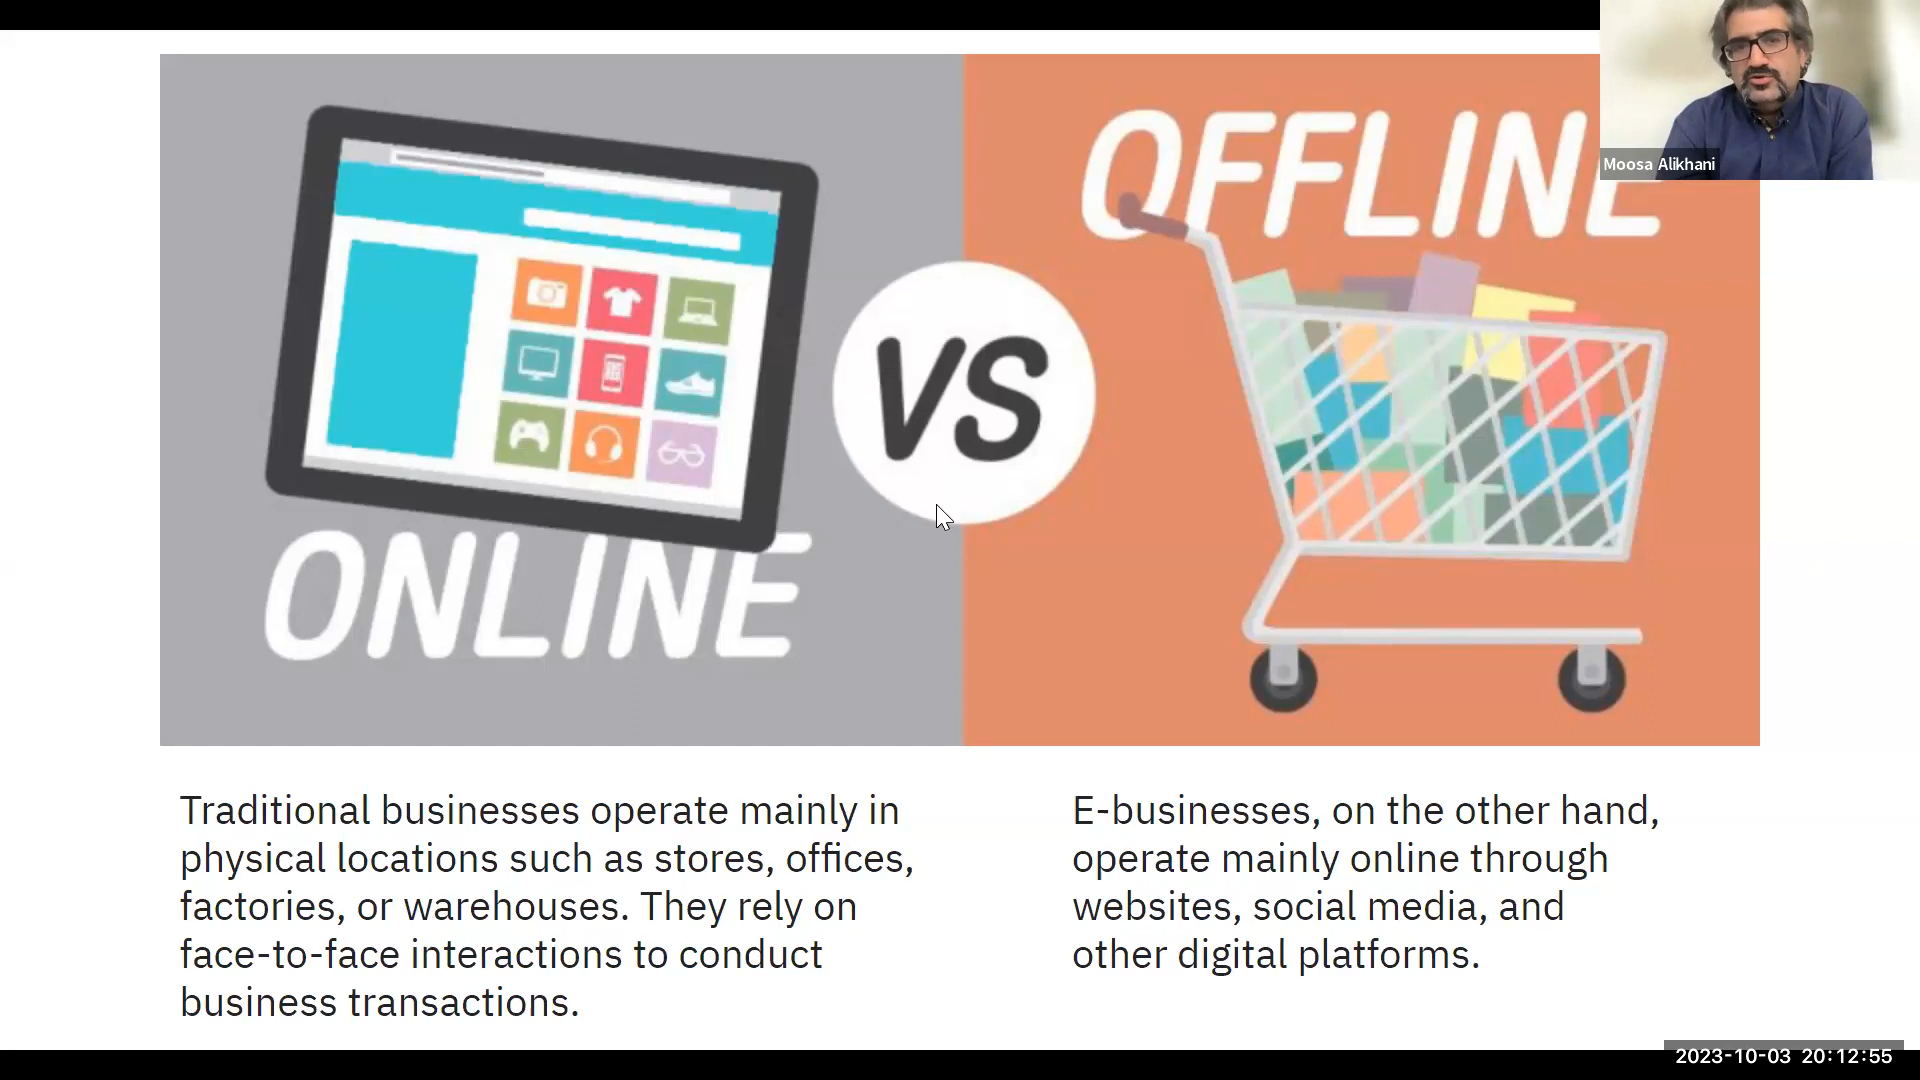 OFFLINE
Moosa Alikhani
VS
ONLINE
Traditional businesses operate mainly in
physical locations such as stores, offices,
factories, or warehouses. They rely on
face-to-face interactions to conduct
business transactions.
E-businesses, on the other hand,
operate mainly online through
websites, social media, and
other digital platforms.
2023-10-03 20:12:55